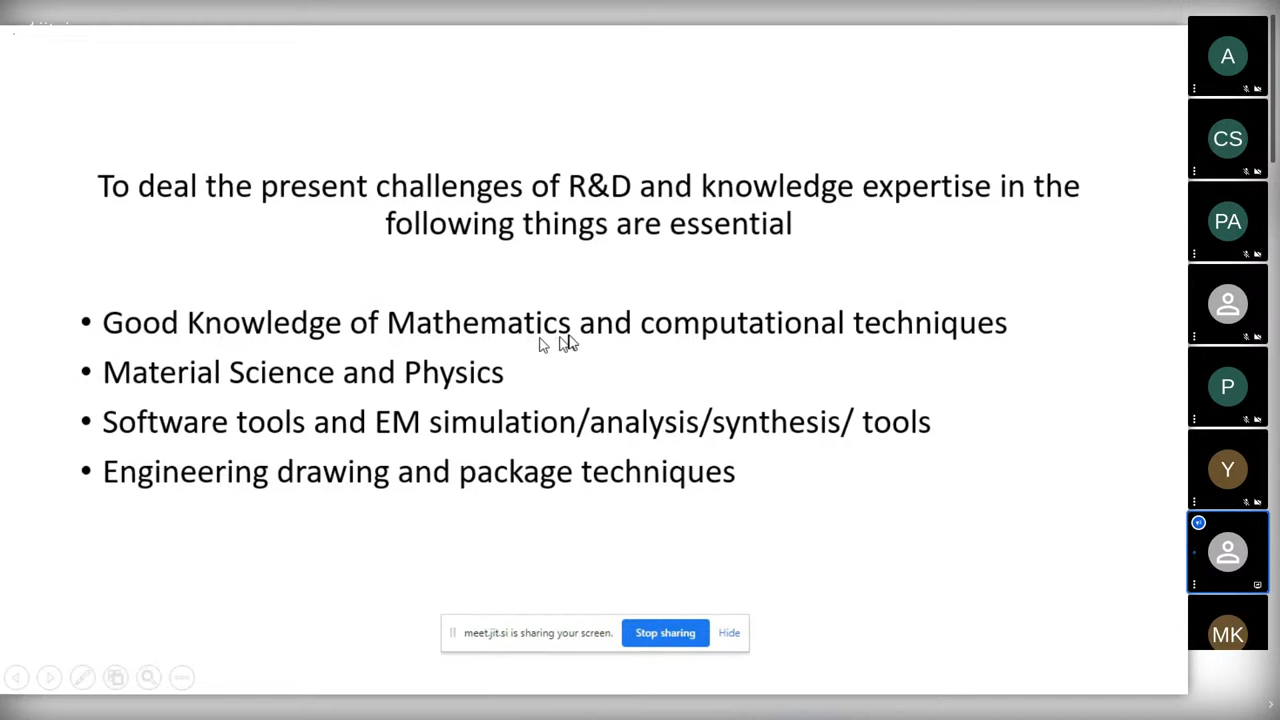 To deal the present challenges of R&D and knowledge expertise in the
following things are essential
• Good Knowledge of Mathematics and computational techniques
• Material Science and Physics
• Software tools and EM simulation/analysis/synthesis/ tools
• Engineering drawing and package techniques
meet.jit.si is sharing your screen. Stop sharing Hide
A
CS
PA
P
Y
MK